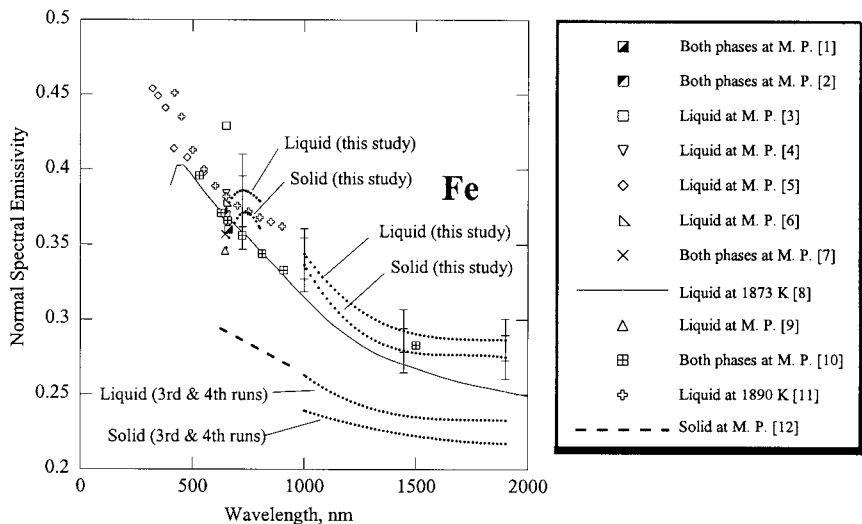 Normal Spectral Emissivity
0.5
0.45
0.4
0.35
0.3
0.25
0.2
0
500
1000
1500
2000
Wavelength, nm
Fe
Liquid (this study)
Solid (this study)
Liquid (this study)
Solid (this study)
Liquid (3rd & 4th runs)
Solid (3rd & 4th runs)
Both phases at M. P. [1]
Both phases at M. P. [2]
Liquid at M. P. [3]
Liquid at M. P. [4]
Liquid at M. P. [5]
Liquid at M. P. [6]
Both phases at M. P. [7]
Liquid at 1873 K [8]
Liquid at M. P. [9]
Both phases at M. P. [10]
Liquid at 1890 K [11]
Solid at M. P. [12]